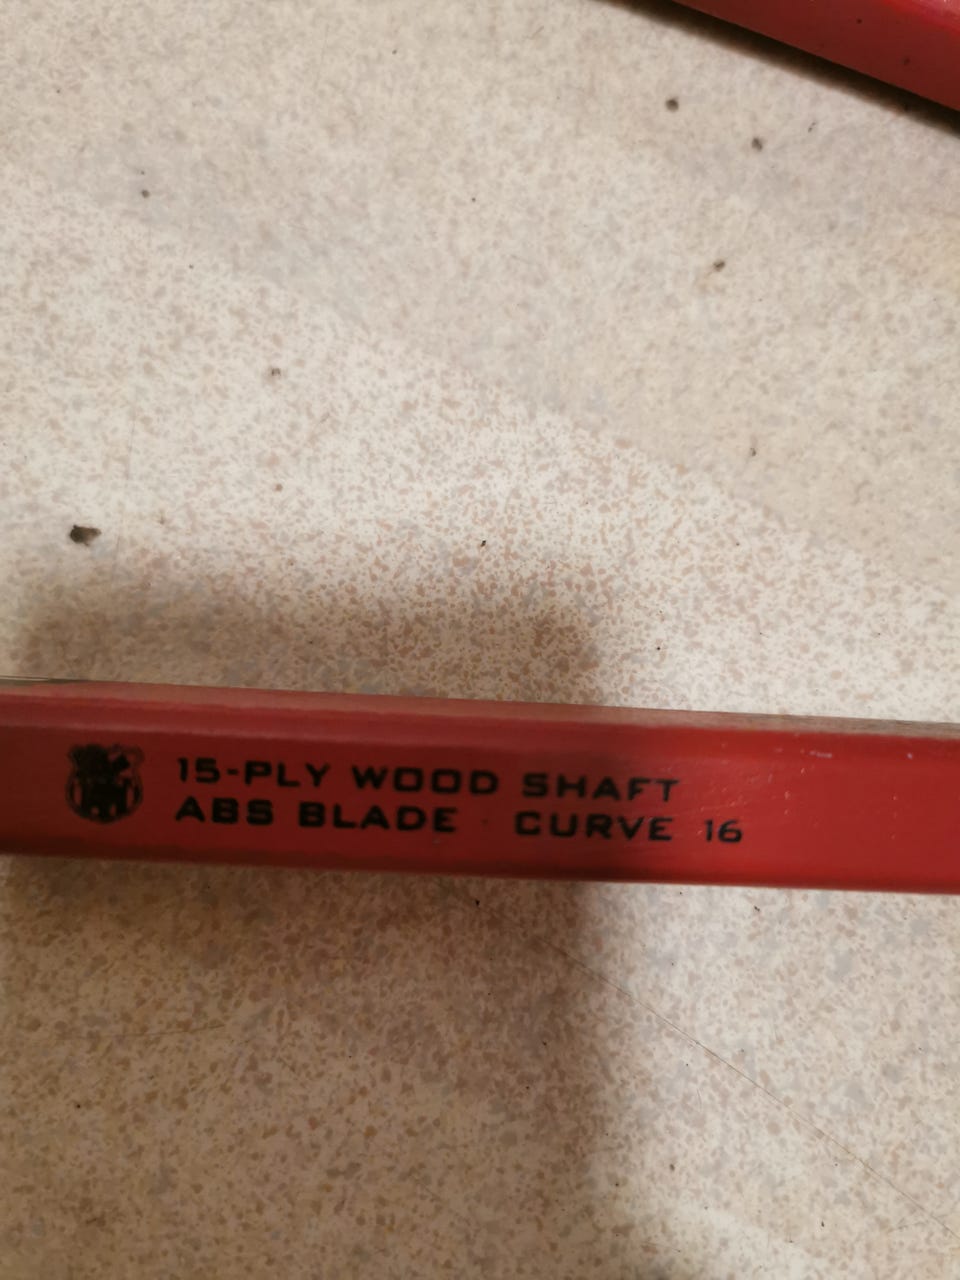 15-PLY WOOD SHAFT
ABS BLADE · CURVE 16